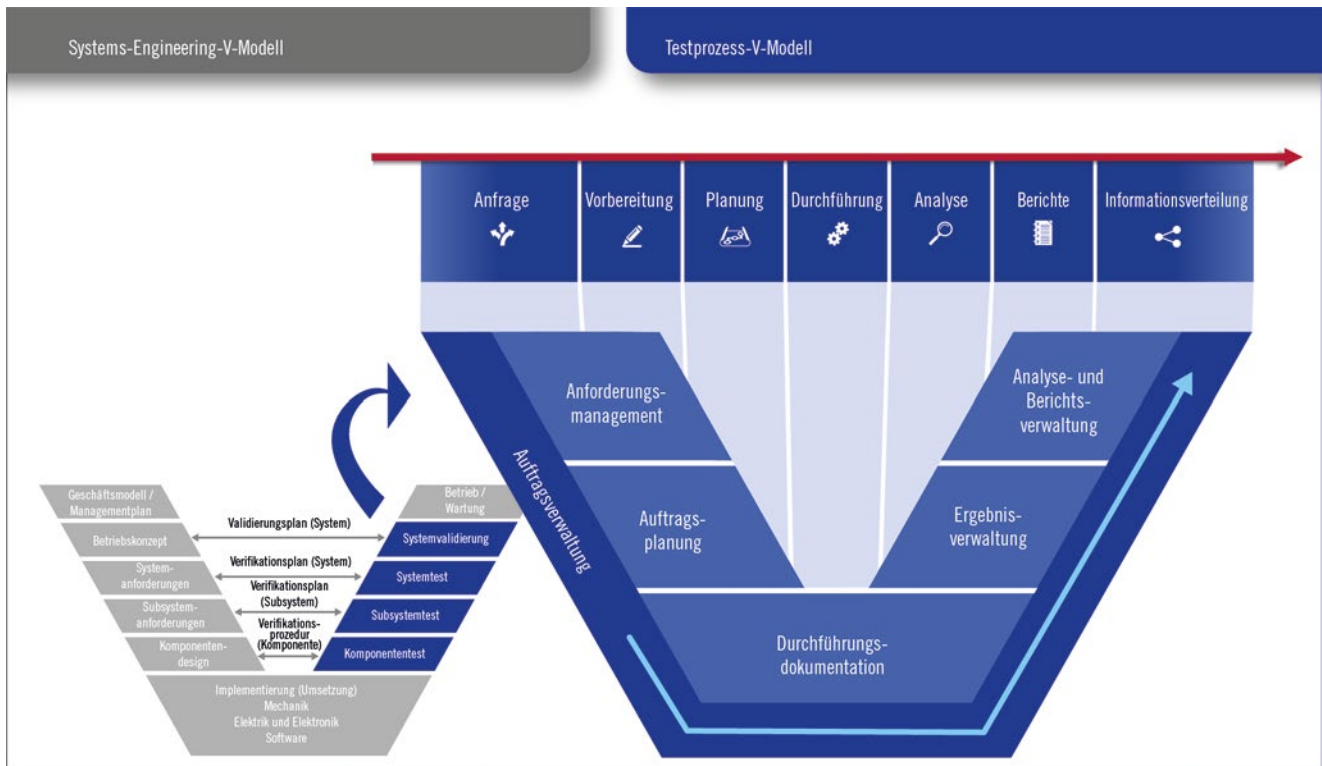 Systems-Engineering-V-Modell
Testprozess-V-Modell
Anfrage
Vorbereitung
Planung
Durchführung
Analyse
Berichte
Informationsverteilung
Anforderungs-
management
Analyse- und
Berichts-
verwaltung
Auftrags-
planung
Ergebnis-
verwaltung
Durchführungs-
dokumentation
Auftragsverwaltung
Geschäftsmodell /
Managementplan
Betrieb /
Wartung
Validierungsplan (System)
Betriebskonzept
Systemvalidierung
Verifikationsplan (System)
System-
anforderungen
Systemtest
Verifikationsplan
(Subsystem)
Subsystem-
anforderungen
Subsystemtest
Verifikations-
prozedur
(Komponente)
Komponenten-
design
Komponententest
Implementierung (Umsetzung)
Mechanik
Elektrik und Elektronik
Software